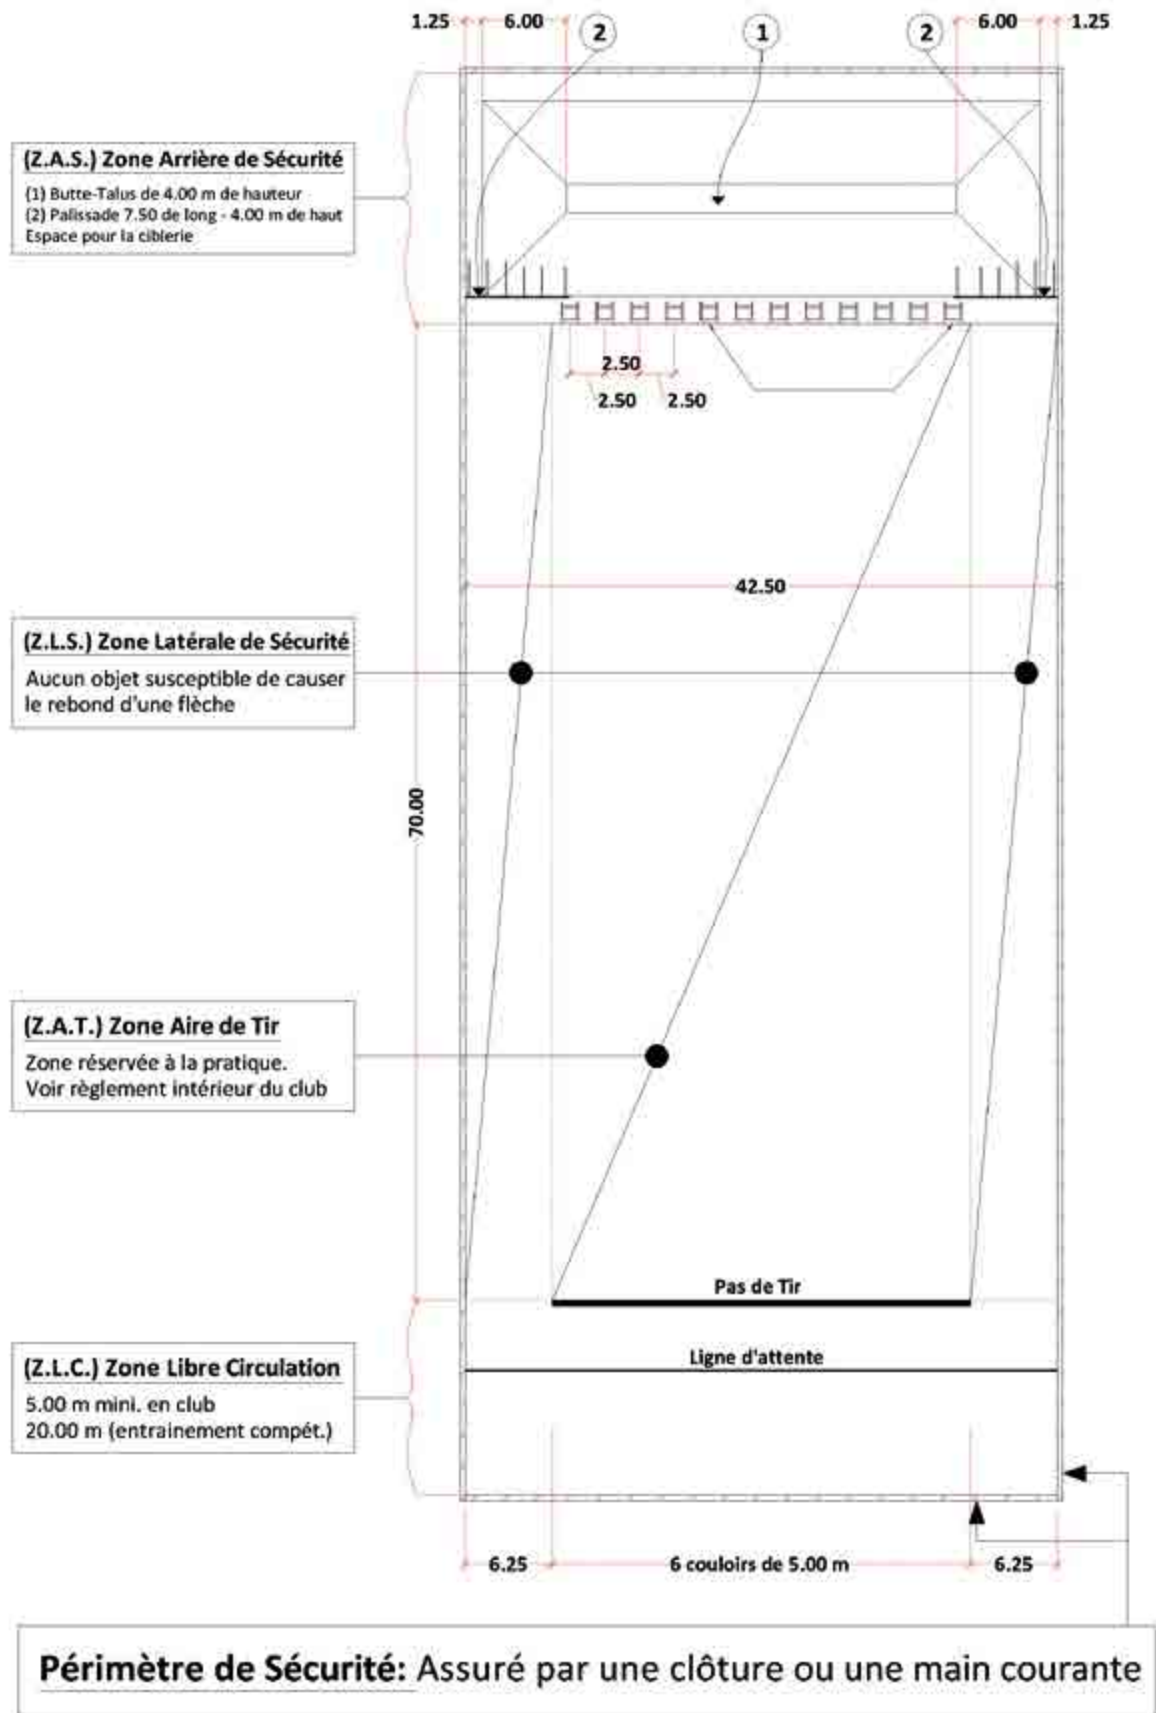 1.25 6.00 2 1 2 6.00 1.25
(Z.A.S.) Zone Arrière de Sécurité
(1) Butte-Talus de 4.00 m de hauteur
(2) Palissade 7.50 de long - 4.00 m de haut
Espace pour la ciblerie
2.50
2.50 2.50
42.50
(Z.L.S.) Zone Latérale de Sécurité
Aucun objet susceptible de causer
le rebond d'une flèche
70.00
(Z.A.T.) Zone Aire de Tir
Zone réservée à la pratique.
Voir règlement intérieur du club
Pas de Tir
Ligne d'attente
(Z.L.C.) Zone Libre Circulation
5.00 m mini. en club
20.00 m (entrainement compét.)
6.25 6 couloirs de 5.00 m 6.25
Périmètre de Sécurité: Assuré par une clôture ou une main courante